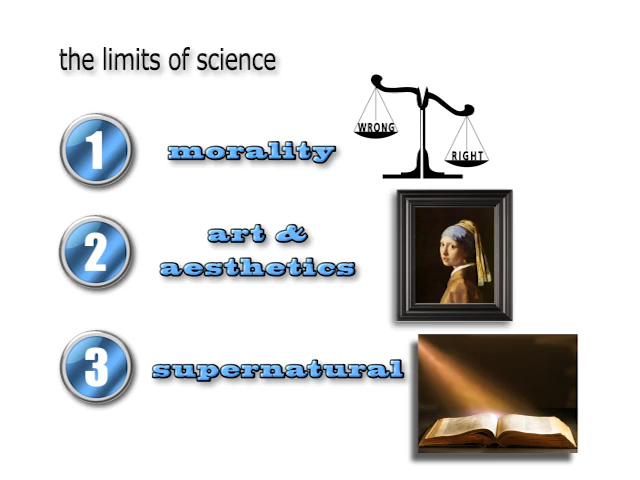 the limits of science
1
morality
WRONG
RIGHT
2
art &
aesthetics
3
supernatural